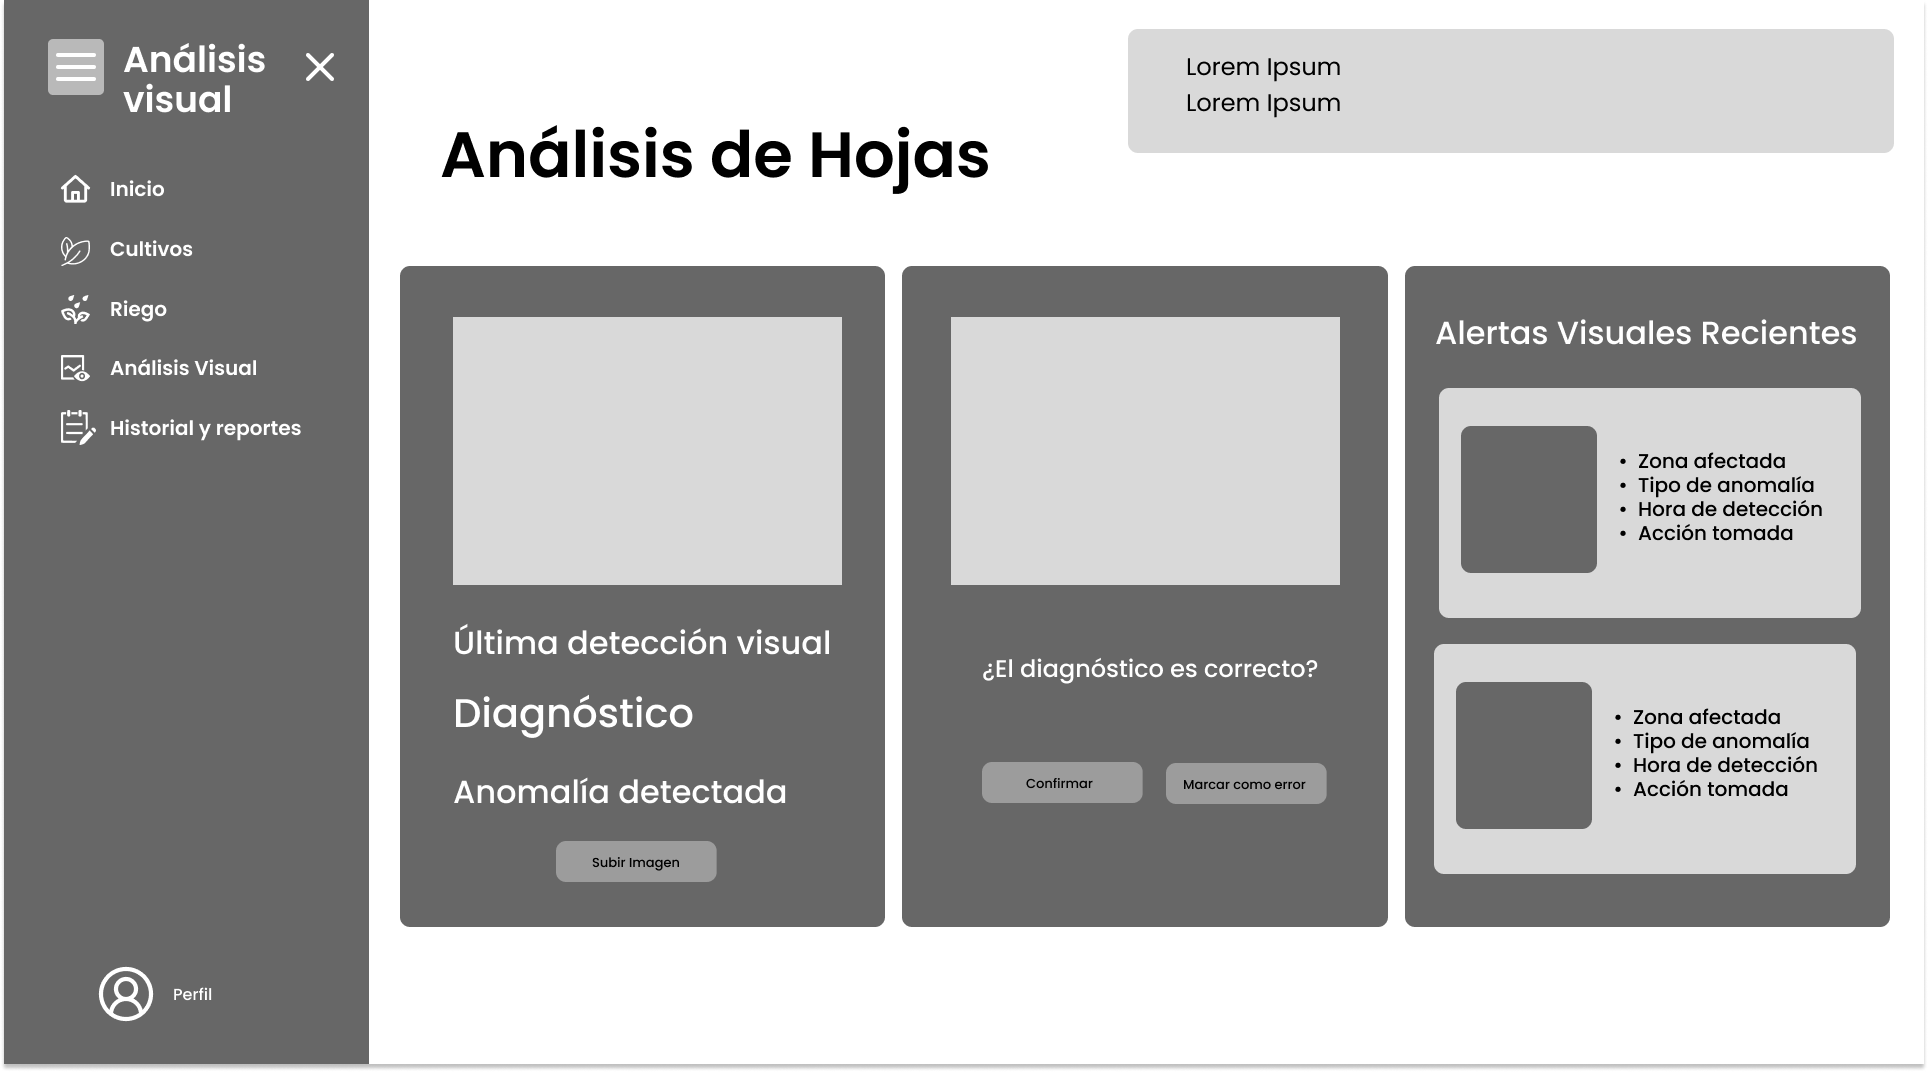 Análisis
visual
Inicio
Cultivos
Riego
Análisis Visual
Historial y reportes
Perfil
Lorem Ipsum
Lorem Ipsum
Análisis de Hojas
Última detección visual
Diagnóstico
Anomalía detectada
Subir Imagen
¿El diagnóstico es correcto?
Confirmar
Marcar como error
Alertas Visuales Recientes
• Zona afectada
• Tipo de anomalía
• Hora de detección
• Acción tomada
• Zona afectada
• Tipo de anomalía
• Hora de detección
• Acción tomada